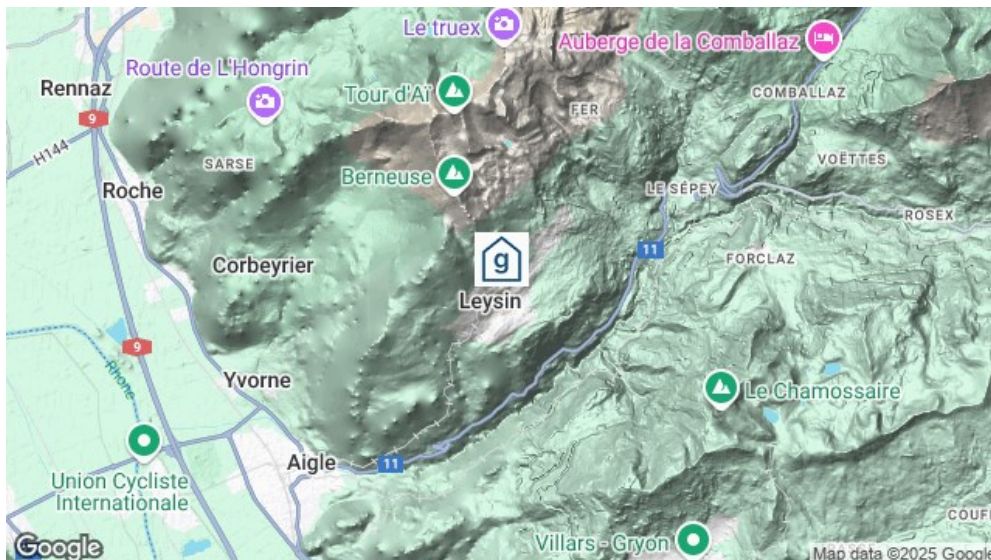 Le truex
Auberge de la Comballaz
Rennaz
Route de L'Hongrin
Tour d'Aï
FER
COMBALLAZ
9
H144
SARSE
VOËTTES
Roche
Berneuse
LE SÉPEY
ROSEX
g
11
FORCLAZ
Corbeyrier
Leysin
9
Rhone
Yvorne
Le Chamossaire
Aigle
11
Union Cycliste
Internationale
COUF
Villars - Gryon
Google
Map data ©2025 Google